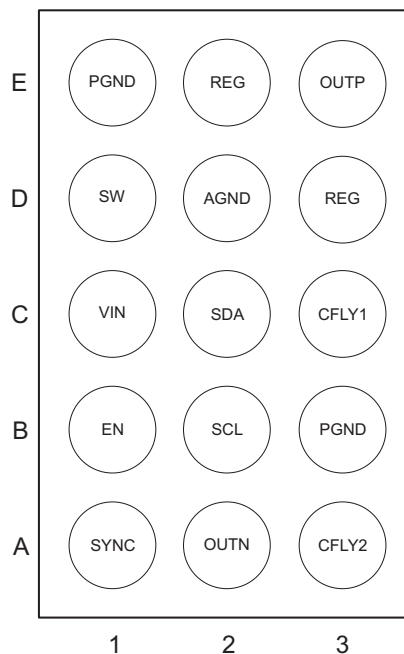 E PGND REG OUTP
D SW AGND REG
C VIN SDA CFLY1
B EN SCL PGND
A SYNC OUTN CFLY2
1 2 3